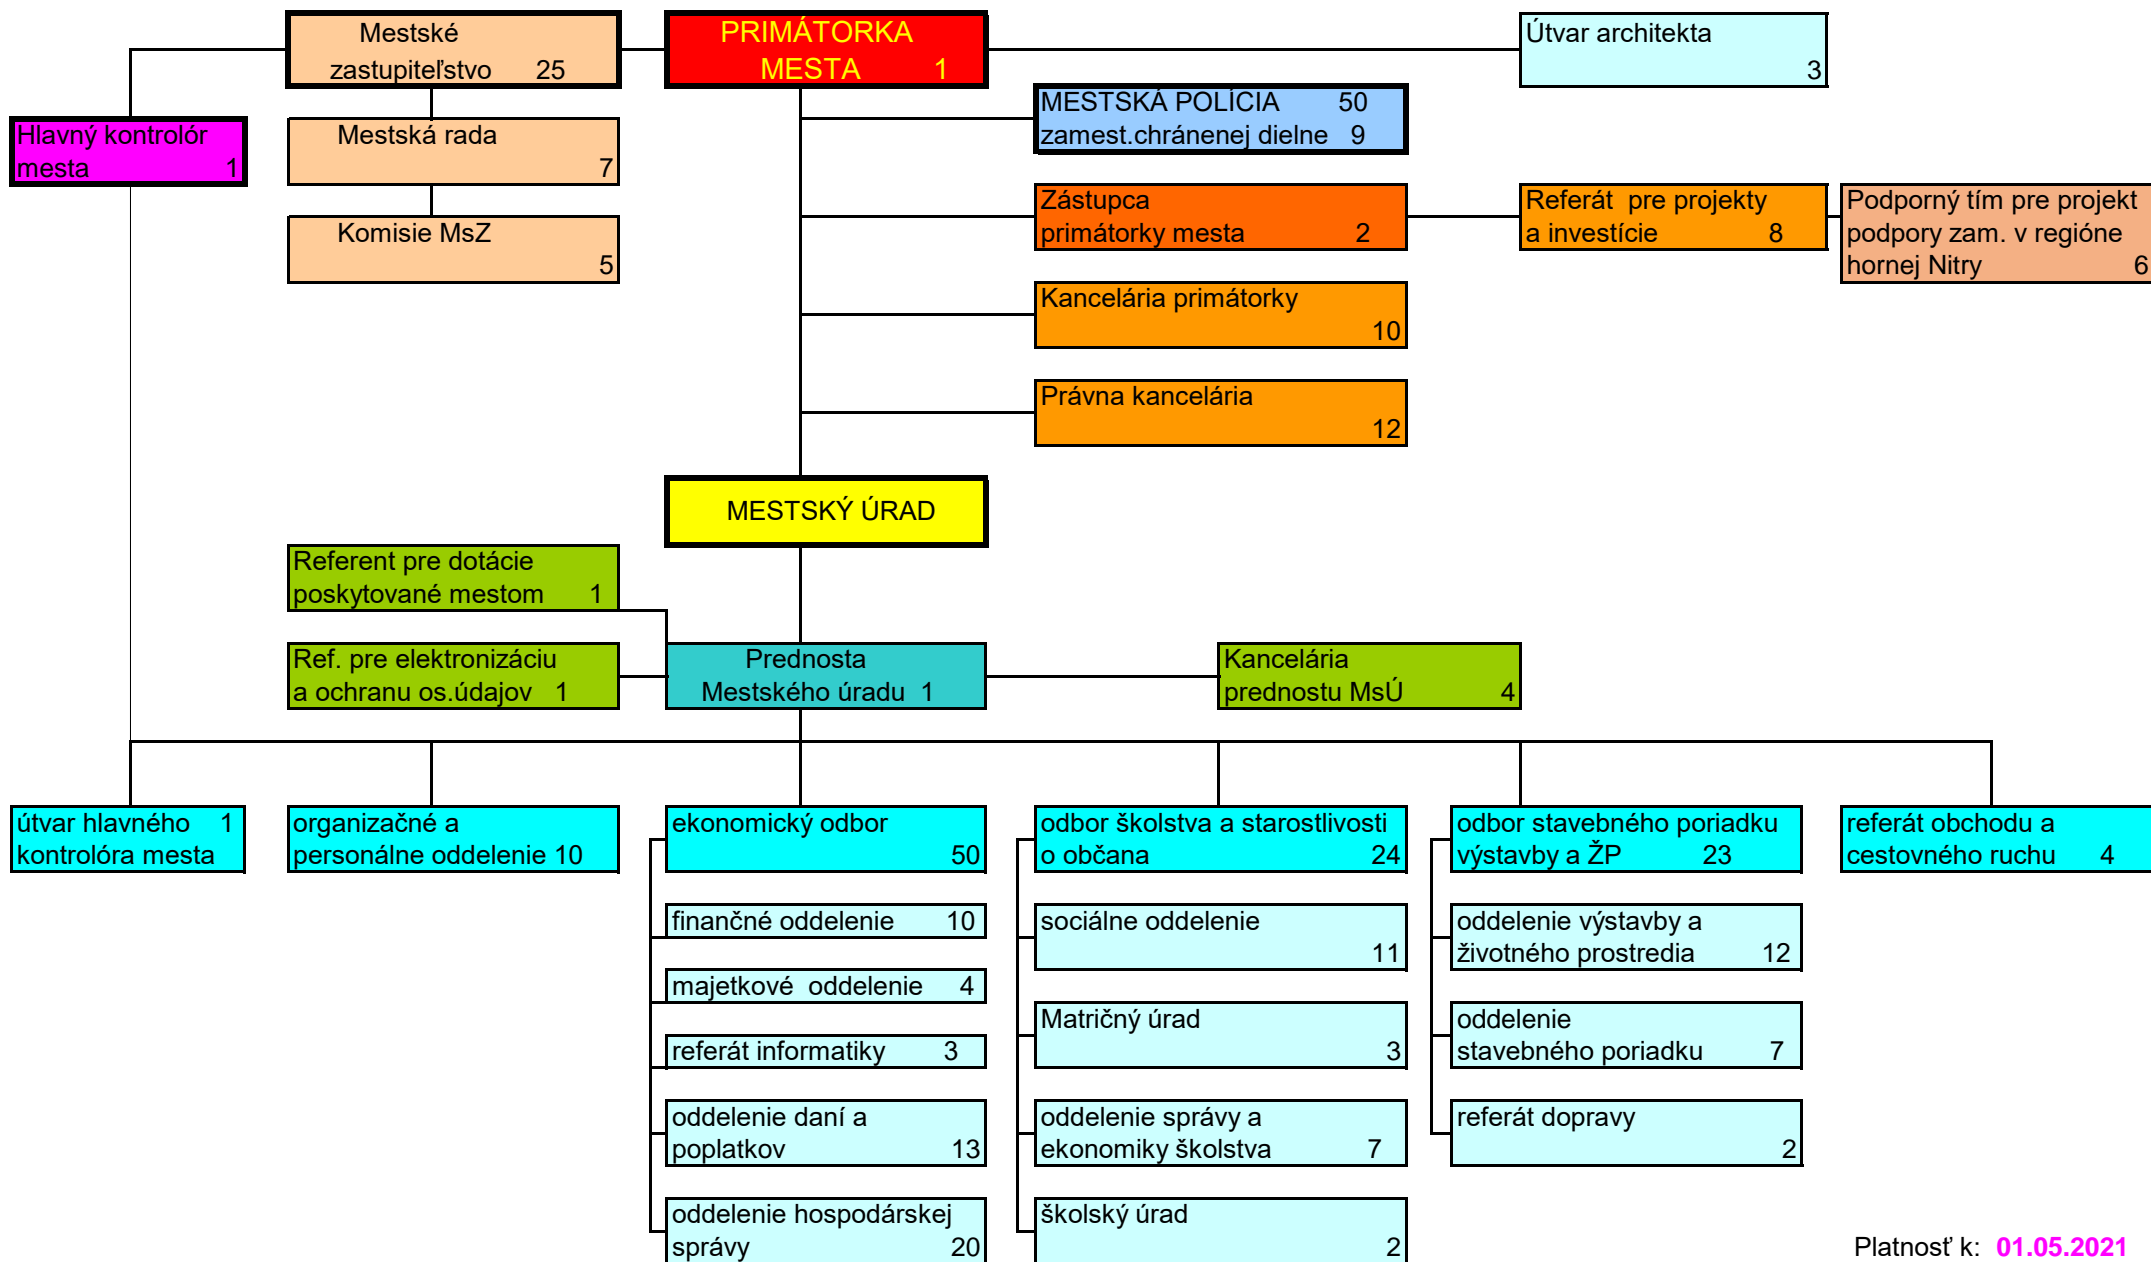 Mestské
zastupiteľstvo 25
PRIMÁTORKA
MESTA 1
Útvar architekta
3
MESTSKÁ POLÍCIA 50
zamest.chránenej dielne 9
Hlavný kontrolór
mesta 1
Mestská rada
7
Zástupca
primátorky mesta 2
Referát pre projekty
a investície 8
Podporný tím pre projekt
podpory zam. v regióne
hornej Nitry 6
Komisie MsZ
5
Kancelária primátorky
10
Právna kancelária
12
MESTSKÝ ÚRAD
Referent pre dotácie
poskytované mestom 1
Ref. pre elektronizáciu
a ochranu os.údajov 1
Prednosta
Mestského úradu 1
Kancelária
prednostu MsÚ 4
útvar hlavného 1
kontrolóra mesta
organizačné a
personálne oddelenie 10
ekonomický odbor
50
odbor školstva a starostlivosti
o občana 24
odbor stavebného poriadku
výstavby a ŽP 23
referát obchodu a
cestovného ruchu 4
finančné oddelenie 10
majetkové oddelenie 4
referát informatiky 3
oddelenie daní a
poplatkov 13
oddelenie hospodárskej
správy 20
sociálne oddelenie
11
Matričný úrad
3
oddelenie správy a
ekonomiky školstva 7
školský úrad
2
oddelenie výstavby a
životného prostredia 12
oddelenie
stavebného poriadku 7
referát dopravy
2
Platnosť k: 01.05.2021